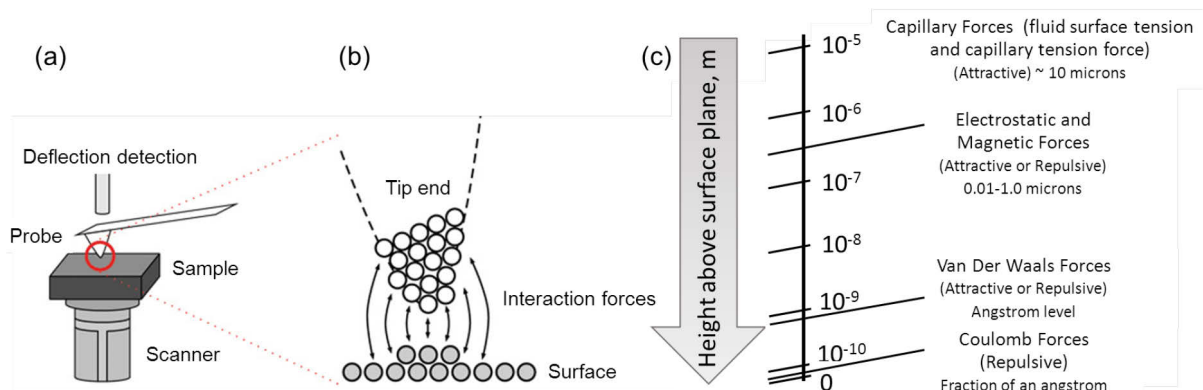 (a)
Deflection detection
Probe
Sample
Scanner
(b)
Tip end
Interaction forces
Surface
(c)
Height above surface plane, m
10-5
10-6
10-7
10-8
10-9
10-10
0
Capillary Forces (fluid surface tension
and capillary tension force)
(Attractive) ~ 10 microns
Electrostatic and
Magnetic Forces
(Attractive or Repulsive)
0.01-1.0 microns
Van Der Waals Forces
(Attractive or Repulsive)
Angstrom level
Coulomb Forces
(Repulsive)
Fraction of an angstrom